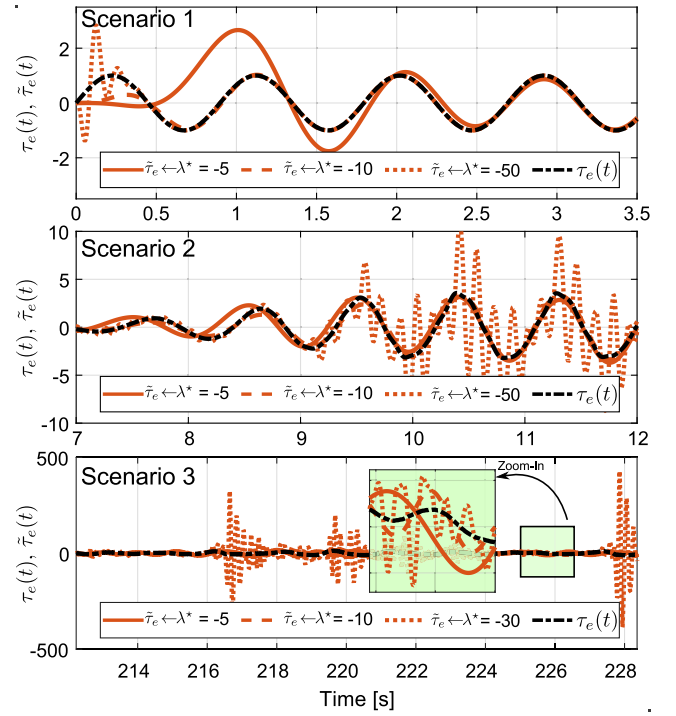 Scenario 1
τₑ(t), τ̃ₑ(t)
2
0
-2
τ̃ₑ←λ⋆ = -5 τ̃ₑ←λ⋆ = -10 τ̃ₑ←λ⋆ = -50 τₑ(t)
0 0.5 1 1.5 2 2.5 3 3.5
Scenario 2
τₑ(t), τ̃ₑ(t)
10
5
0
-5
-10
τ̃ₑ←λ⋆ = -5 τ̃ₑ←λ⋆ = -10 τ̃ₑ←λ⋆ = -50 τₑ(t)
7 8 9 10 11 12
Scenario 3
τₑ(t), τ̃ₑ(t)
500
0
-500
Zoom-In
τ̃ₑ←λ⋆= -5 τ̃ₑ←λ⋆= -10 τ̃ₑ←λ⋆= -30 τₑ(t)
214 216 218 220 222 224 226 228
Time [s]